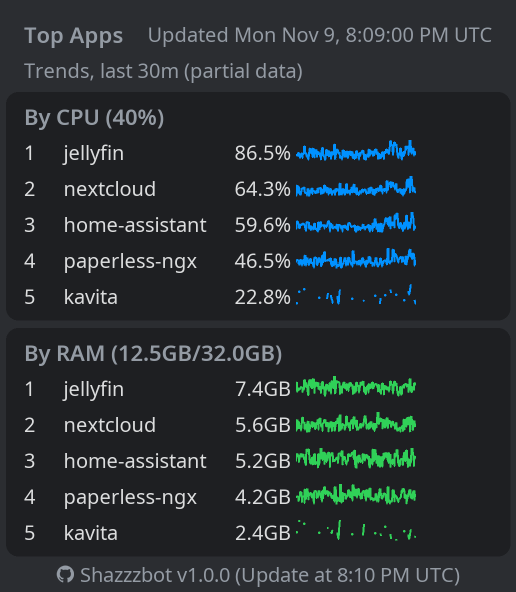 Top Apps Updated Mon Nov 9, 8:09:00 PM UTC
Trends, last 30m (partial data)
By CPU (40%)
1 jellyfin 86.5%
2 nextcloud 64.3%
3 home-assistant 59.6%
4 paperless-ngx 46.5%
5 kavita 22.8%
By RAM (12.5GB/32.0GB)
1 jellyfin 7.4GB
2 nextcloud 5.6GB
3 home-assistant 5.2GB
4 paperless-ngx 4.2GB
5 kavita 2.4GB
Shazzzbot v1.0.0 (Update at 8:10 PM UTC)